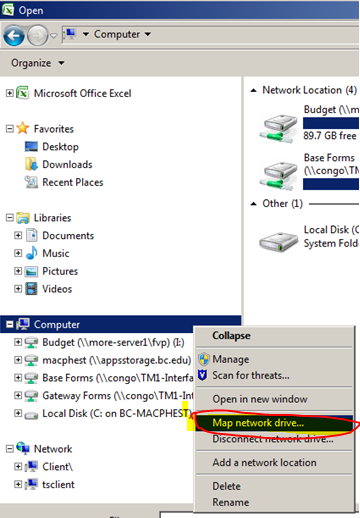 Open
Computer
Organize
Microsoft Office Excel
Favorites
Desktop
Downloads
Recent Places
Libraries
Documents
Music
Pictures
Videos
Computer
Budget (\\more-server1\fvp) (I:)
macphest (\\appsstorage.bc.edu)
Base Forms (\\congo\TM1-Interfa
Gateway Forms (\\congo\TM1-In
Local Disk (C: on BC-MACPHEST)
Network
Client\
tsclient
Network Location (4)
Budget (\\m
89.7 GB free
Base Forms
(\\congo\TM1
Other (1)
Local Disk (C
System Fold
Collapse
Manage
Scan for threats...
Open in new window
Map network drive...
Disconnect network drive...
Add a network location
Delete
Rename